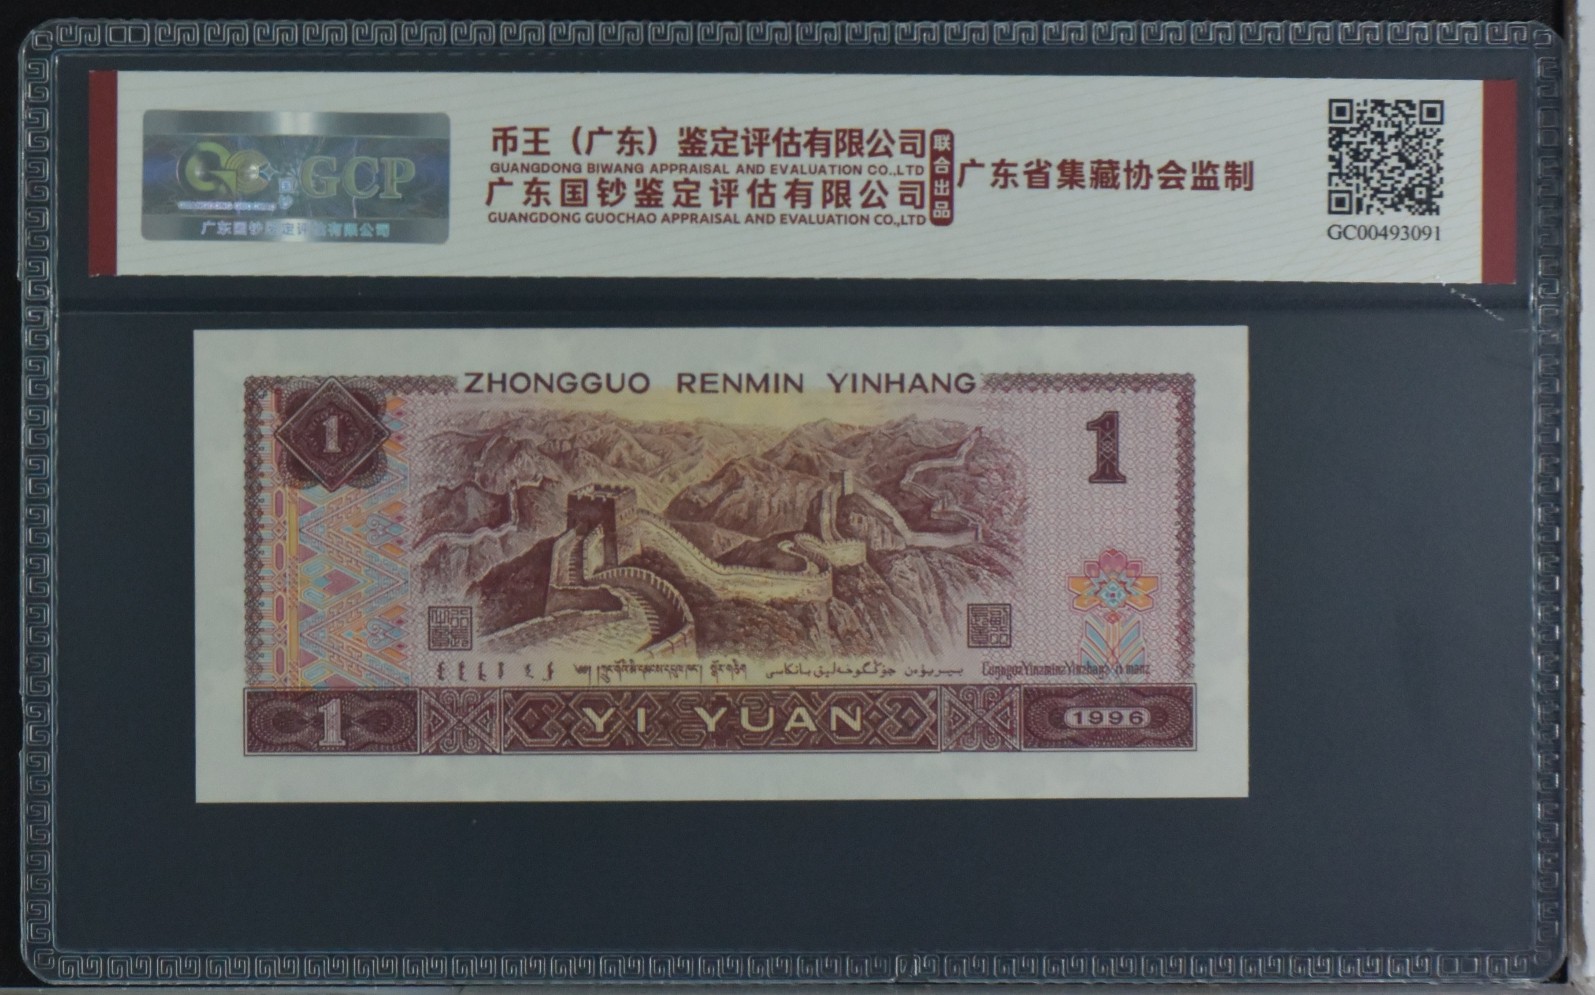 GCP
广东国钞鉴定评估有限公司
币王（广东）鉴定评估有限公司
GUANGDONG BIWANG APPRAISAL AND EVALUATION CO.,LTD
广东国钞鉴定评估有限公司
GUANGDONG GUOCHAO APPRAISAL AND EVALUATION CO.,LTD
联合出品
广东省集藏协会监制
GC00493091
ZHONGGUO RENMIN YINHANG
1
1
1
YI YUAN
1996